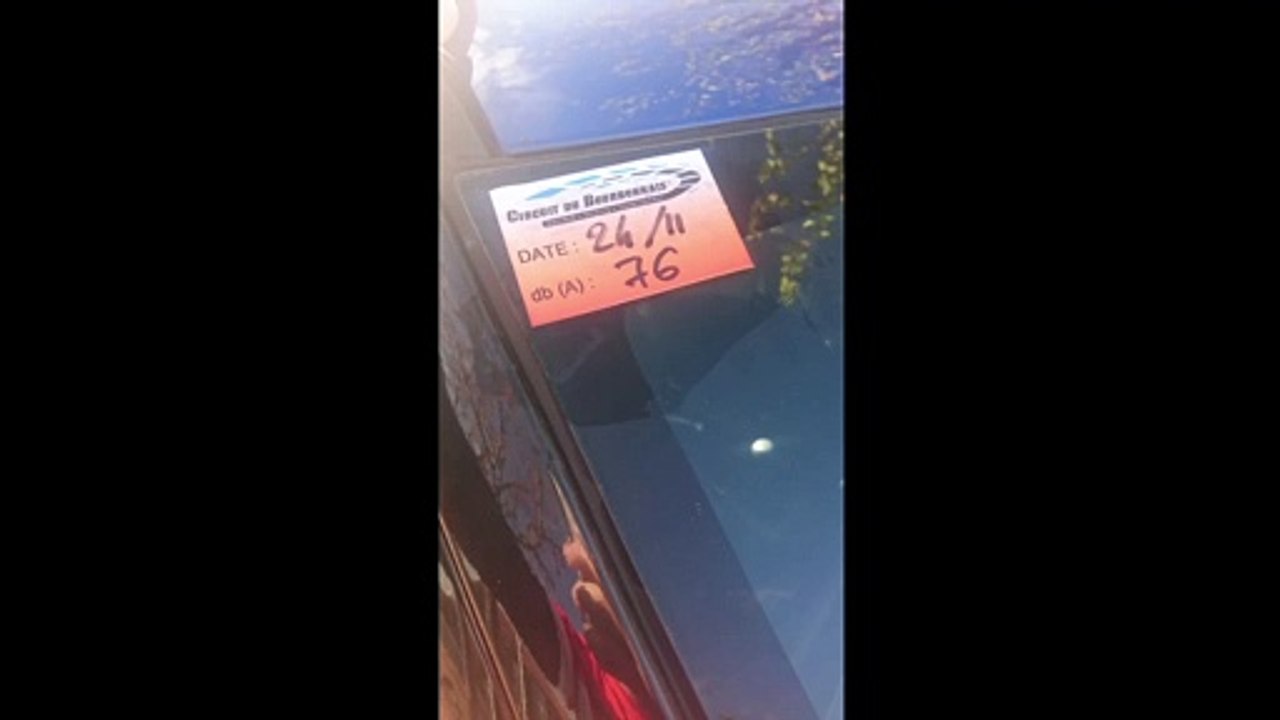 CIRCUIT DU BOURBONNAIS
DATE : 24/11
db (A) : 76